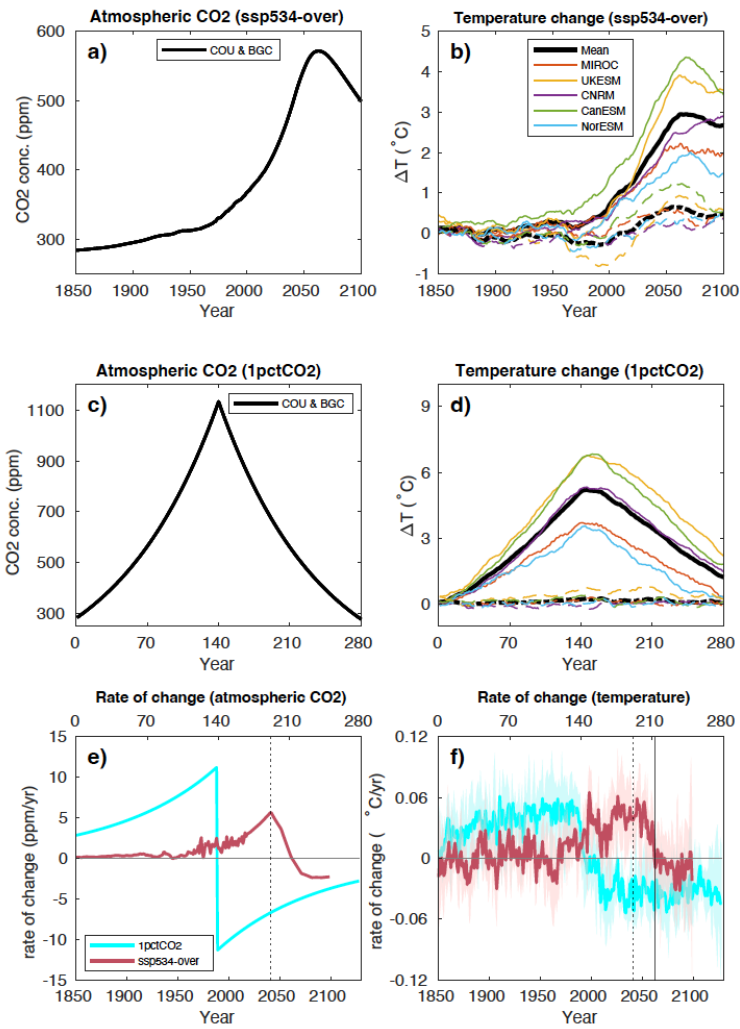 Atmospheric CO2 (ssp534-over)
a)
COU & BGC
600
500
400
300
CO2 conc. (ppm)
1850 1900 1950 2000 2050 2100
Year
Temperature change (ssp534-over)
b)
Mean
MIROC
UKESM
CNRM
CanESM
NorESM
5
4
3
2
1
0
-1
ΔT (°C)
1850 1900 1950 2000 2050 2100
Year
Atmospheric CO2 (1pctCO2)
c)
COU & BGC
1100
900
700
500
300
CO2 conc. (ppm)
0 70 140 210 280
Year
Temperature change (1pctCO2)
d)
9
6
3
0
ΔT (°C)
0 70 140 210 280
Year
Rate of change (atmospheric CO2)
0 70 140 210 280
e)
15
10
5
0
-5
-10
-15
rate of change (ppm/yr)
1pctCO2
ssp534-over
1850 1900 1950 2000 2050 2100
Year
Rate of change (temperature)
0 70 140 210 280
f)
0.12
0.06
0
-0.06
-0.12
rate of change ( °C/yr)
1850 1900 1950 2000 2050 2100
Year